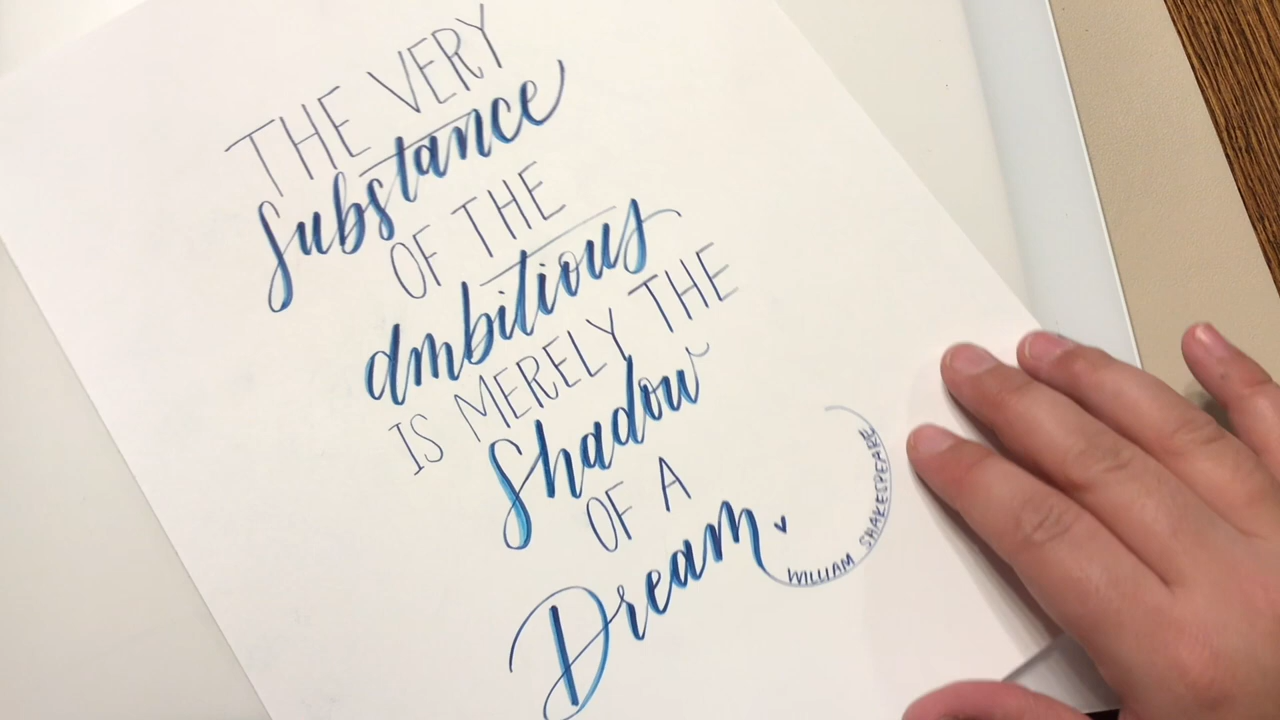 THE VERY
Substance
OF THE
ambitious
IS MERELY THE
Shadow
OF A
Dream.
WILLIAM SHAKESPEARE